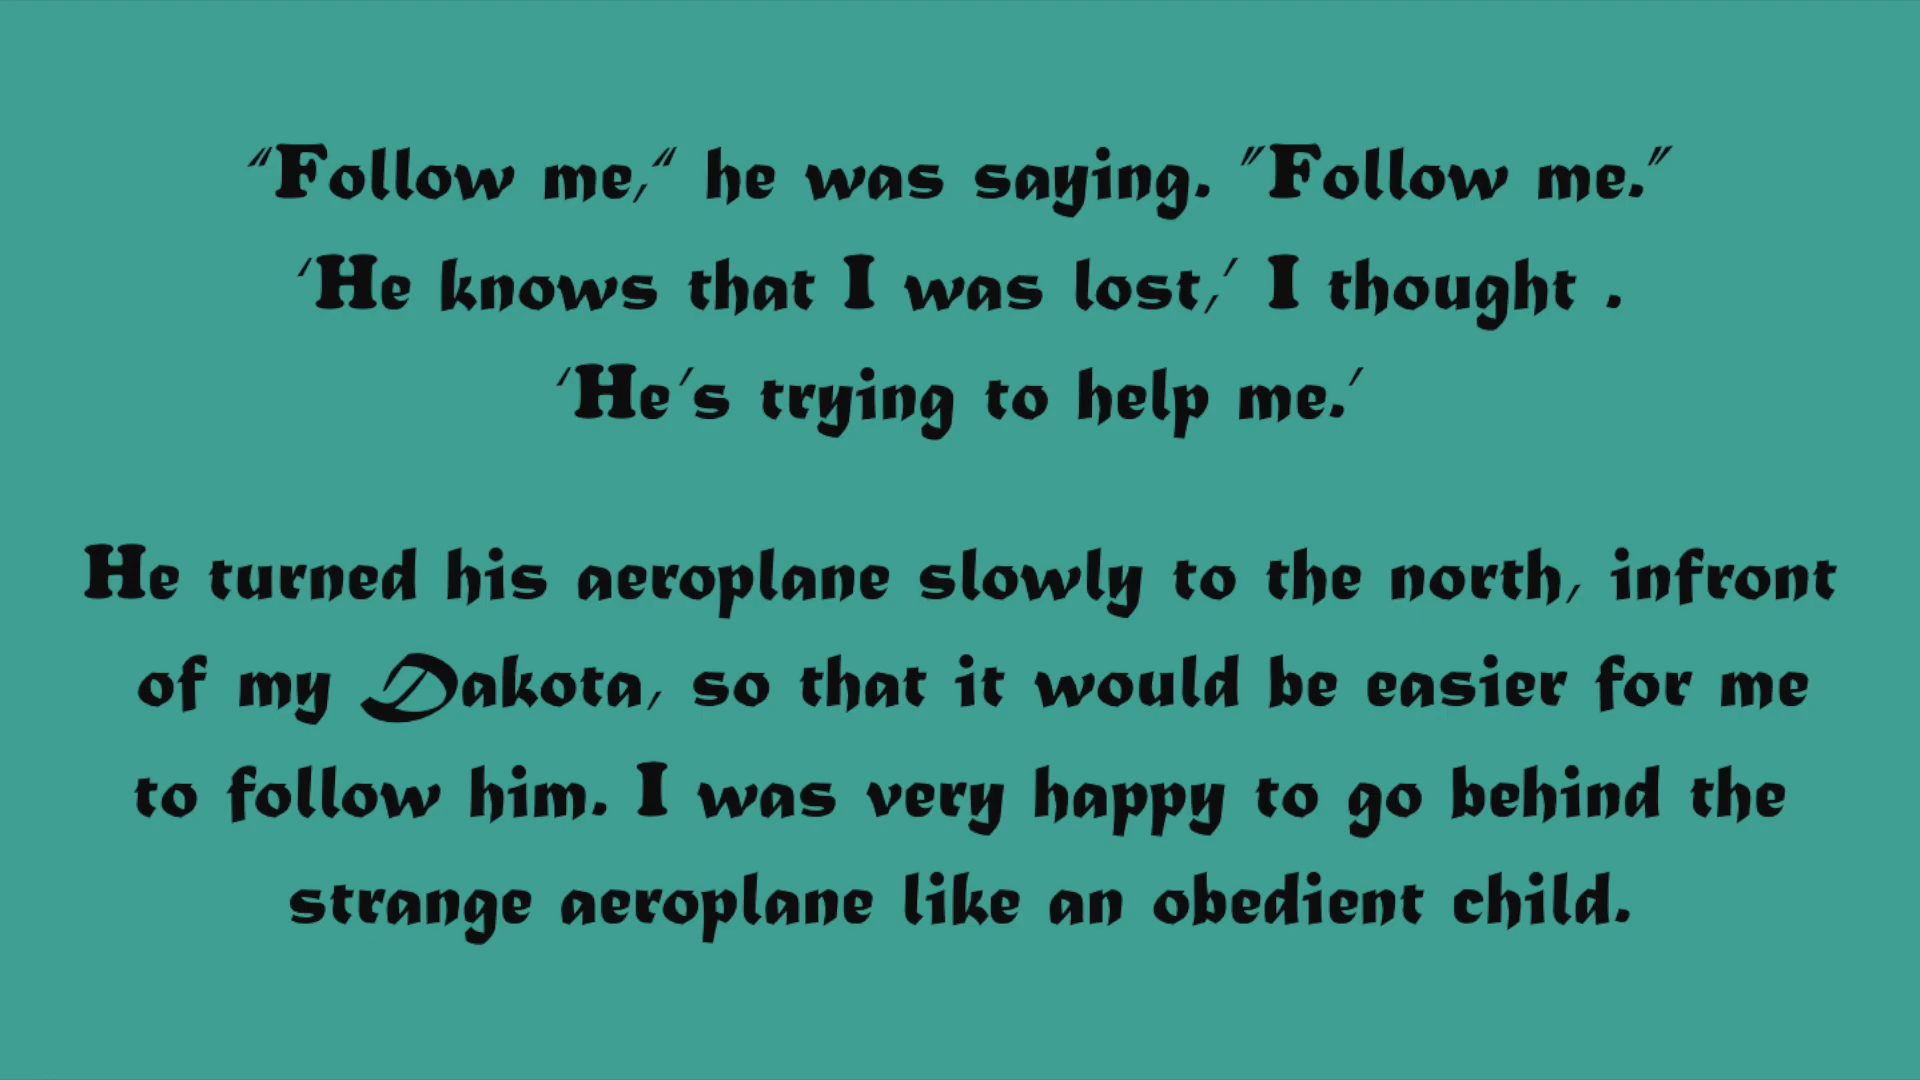 “Follow me,“ he was saying. ”Follow me.”
‘He knows that I was lost,’ I thought .
‘He’s trying to help me.’
He turned his aeroplane slowly to the north, infront
of my Dakota, so that it would be easier for me
to follow him. I was very happy to go behind the
strange aeroplane like an obedient child.